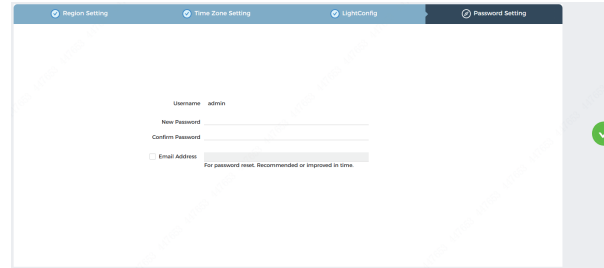 Region Setting
Time Zone Setting
LightConfig
Password Setting
Username admin
New Password
Confirm Password
Email Address
For password reset. Recommended or improved in time.